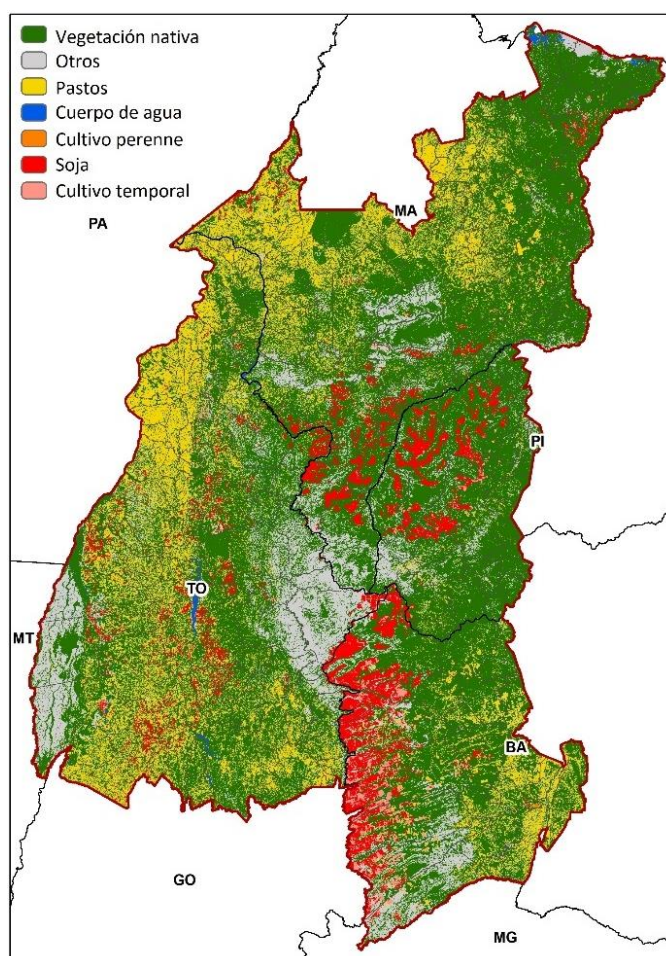 Vegetación nativa
Otros
Pastos
Cuerpo de agua
Cultivo perenne
Soja
Cultivo temporal
MA
PA
PI
TO
MT
BA
GO
MG